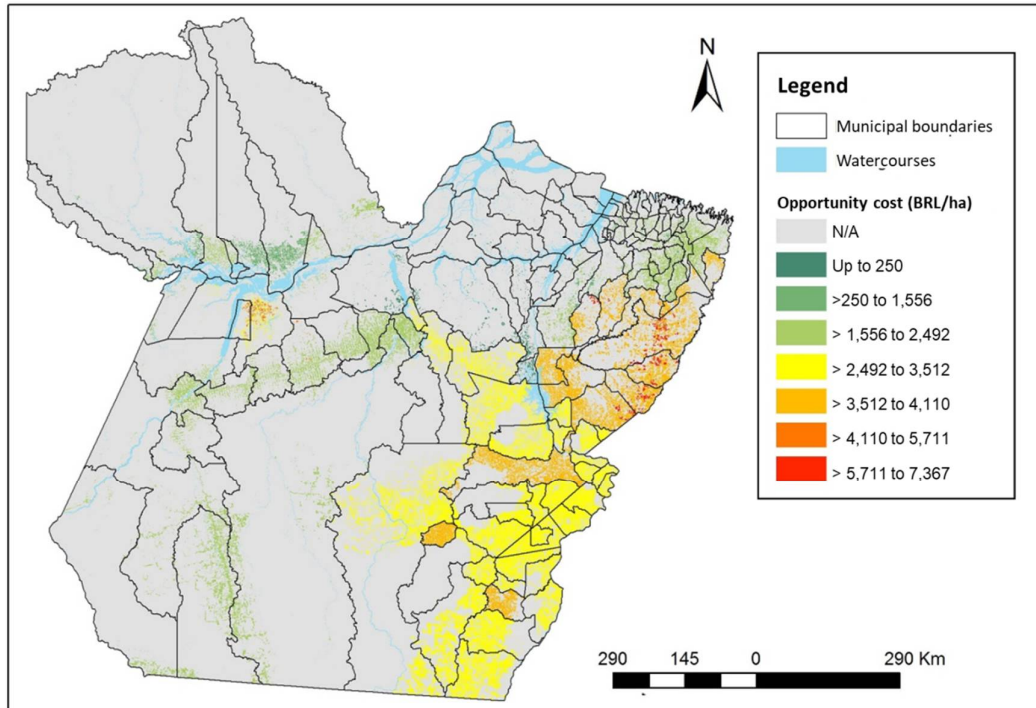 N
Legend
Municipal boundaries
Watercourses
Opportunity cost (BRL/ha)
N/A
Up to 250
>250 to 1,556
> 1,556 to 2,492
> 2,492 to 3,512
> 3,512 to 4,110
> 4,110 to 5,711
> 5,711 to 7,367
290 145 0 290 Km